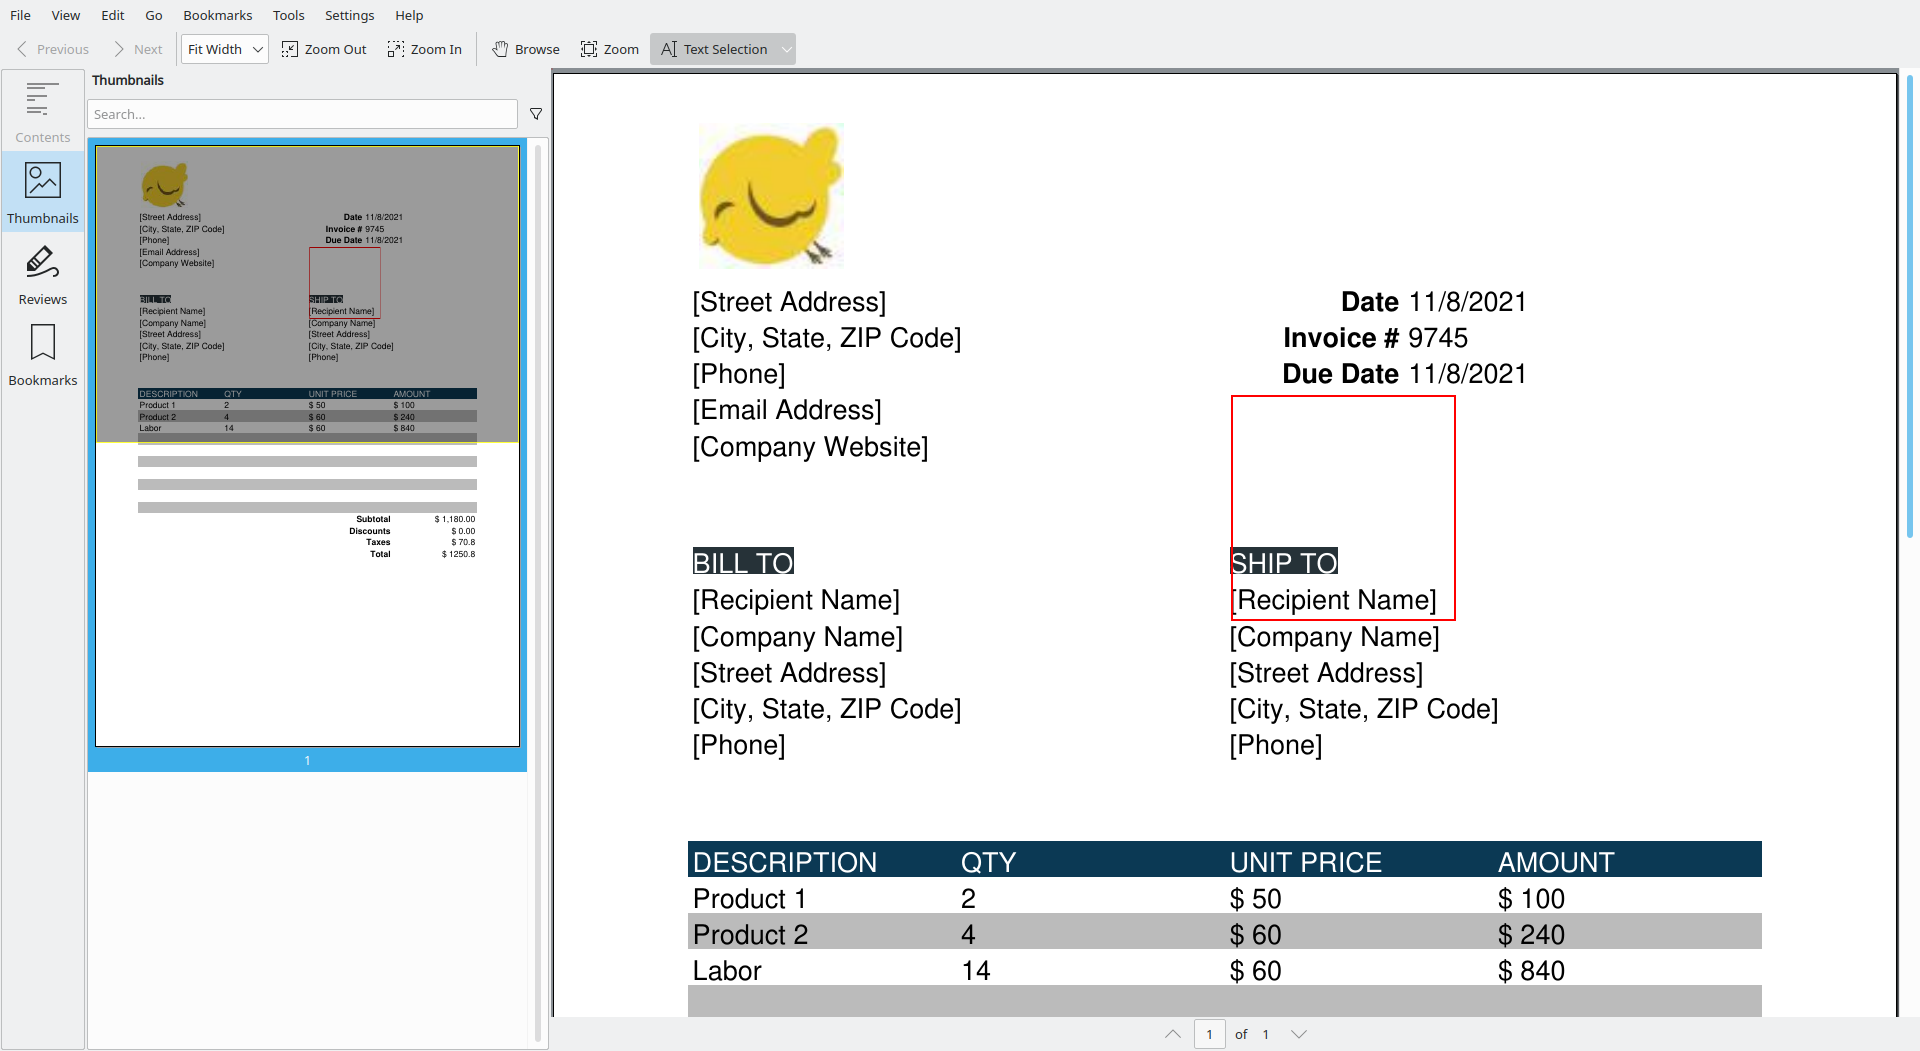 File View Edit Go Bookmarks Tools Settings Help
Previous Next Fit Width Zoom Out Zoom In Browse Zoom Text Selection
Contents
Thumbnails
Reviews
Bookmarks
Thumbnails
Search...
[Street Address] Date 11/8/2021
[City, State, ZIP Code] Invoice # 9745
[Phone] Due Date 11/8/2021
[Email Address]
[Company Website]
BILL TO SHIP TO
[Recipient Name] [Recipient Name]
[Company Name] [Company Name]
[Street Address] [Street Address]
[City, State, ZIP Code] [City, State, ZIP Code]
[Phone] [Phone]
DESCRIPTION QTY UNIT PRICE AMOUNT
Product 1 2 $ 50 $ 100
Product 2 4 $ 60 $ 240
Labor 14 $ 60 $ 840
Subtotal $ 1,180.00
Discounts $ 0.00
Taxes $ 70.8
Total $ 1250.8
1
[Street Address] Date 11/8/2021
[City, State, ZIP Code] Invoice # 9745
[Phone] Due Date 11/8/2021
[Email Address]
[Company Website]
BILL TO SHIP TO
[Recipient Name] [Recipient Name]
[Company Name] [Company Name]
[Street Address] [Street Address]
[City, State, ZIP Code] [City, State, ZIP Code]
[Phone] [Phone]
DESCRIPTION QTY UNIT PRICE AMOUNT
Product 1 2 $ 50 $ 100
Product 2 4 $ 60 $ 240
Labor 14 $ 60 $ 840
1 of 1